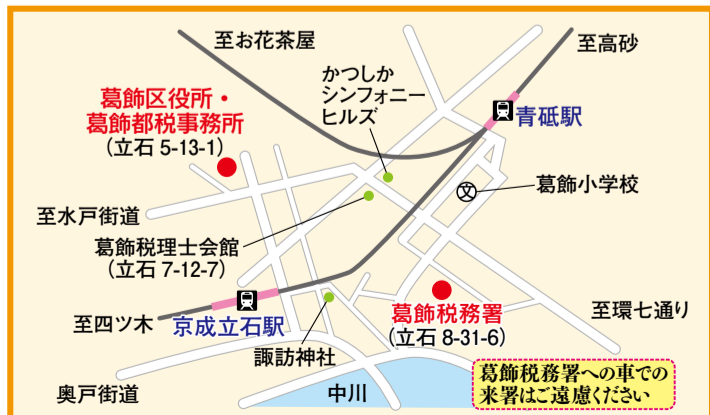 至お花茶屋
至高砂
かつしか
シンフォニー
ヒルズ
葛飾区役所・
葛飾都税事務所
(立石 5-13-1)
青砥駅
文
葛飾小学校
至水戸街道
葛飾税理士会館
(立石 7-12-7)
葛飾税務署
(立石 8-31-6)
至環七通り
至四ツ木
京成立石駅
諏訪神社
奥戸街道
中川
葛飾税務署への車での
来署はご遠慮ください